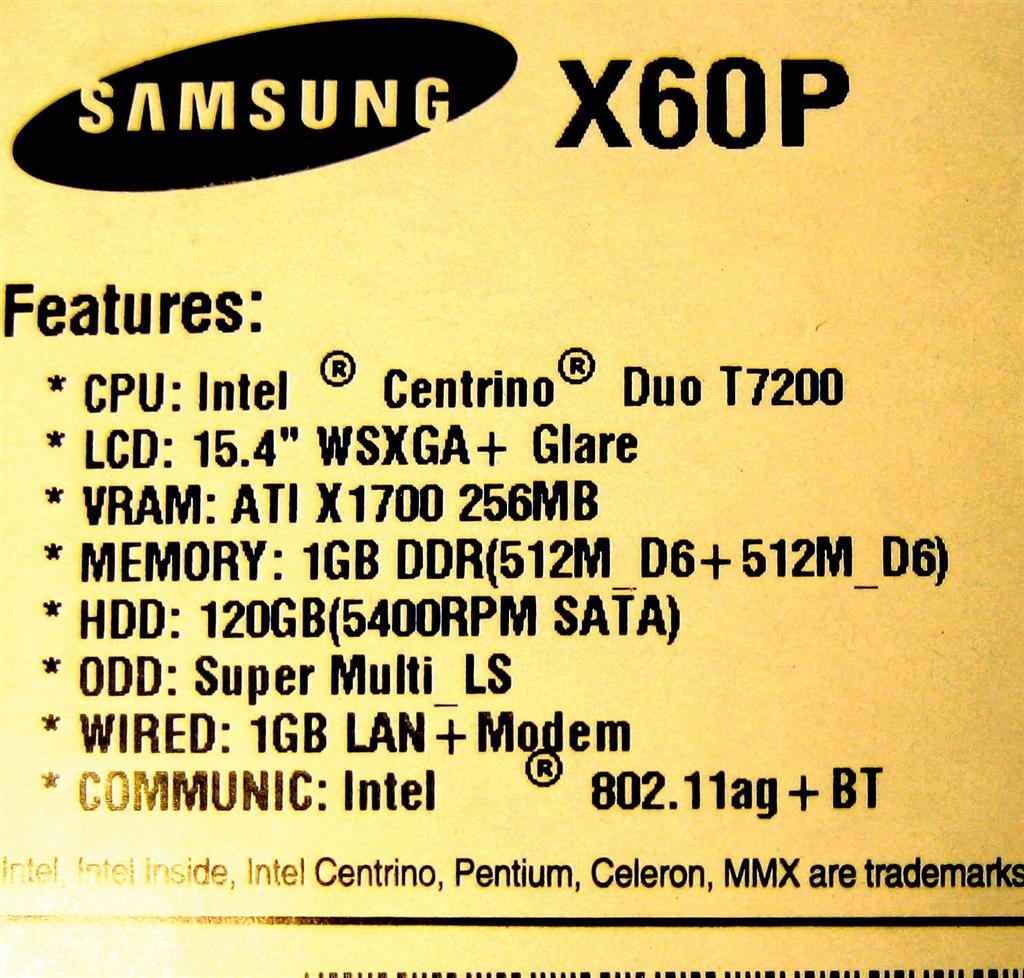 SAMSUNG X60P
Features:
* CPU: Intel ® Centrino® Duo T7200
* LCD: 15.4" WSXGA+ Glare
* VRAM: ATI X1700 256MB
* MEMORY: 1GB DDR(512M_D6+512M_D6)
* HDD: 120GB(5400RPM SATA)
* ODD: Super Multi_LS
* WIRED: 1GB LAN+Modem
* COMMUNIC: Intel ® 802.11ag+BT
Intel, Intel inside, Intel Centrino, Pentium, Celeron, MMX are trademarks